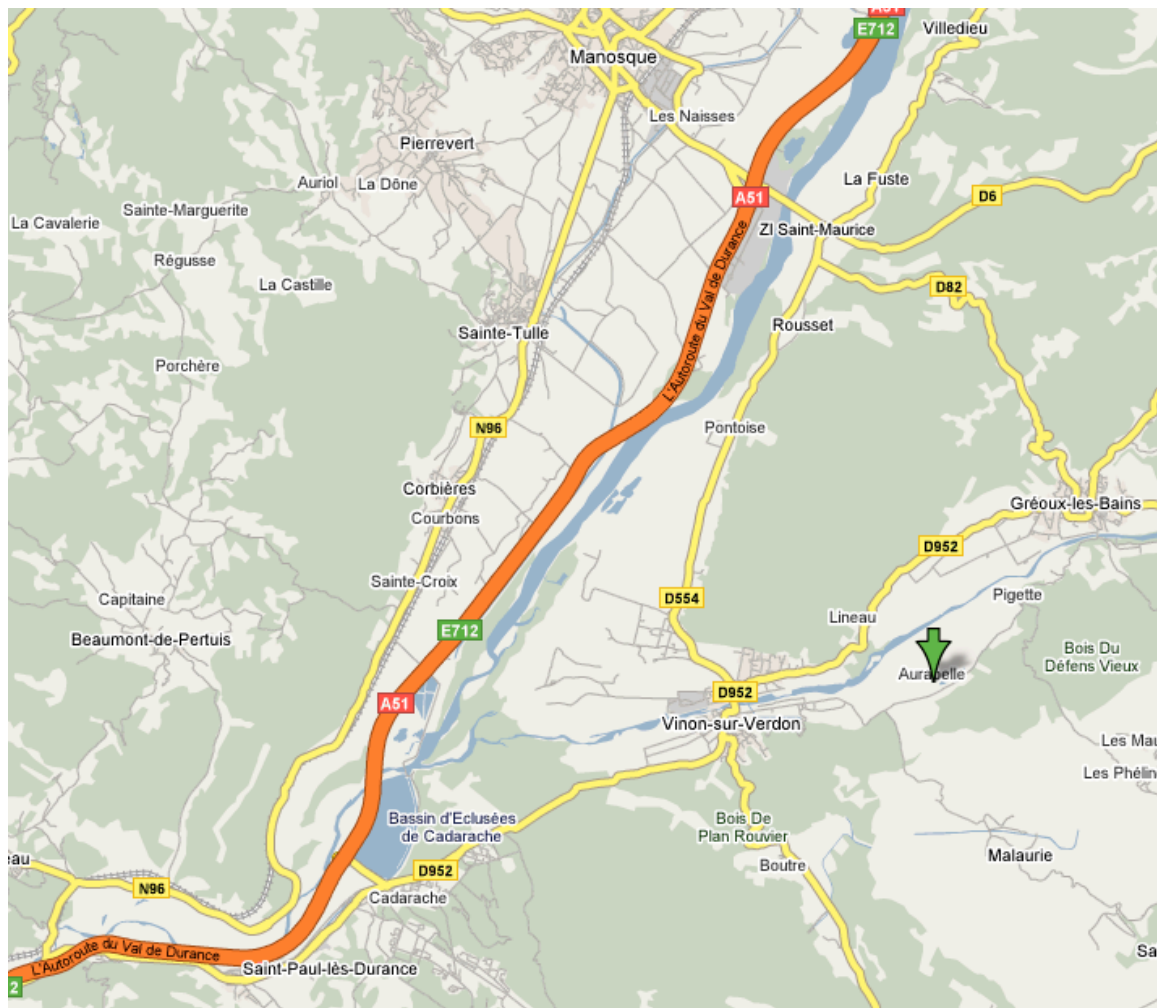 A51
E712
Villedieu
Manosque
Les Naisses
Pierrevert
La Dône
Auriol
La Fuste
A51
D6
Sainte-Marguerite
La Cavalerie
ZI Saint-Maurice
Régusse
La Castille
D82
L'Autoroute du Val de Durance
Rousset
Sainte-Tulle
Porchère
N96
Pontoise
Corbières
Courbons
Gréoux-les-Bains
D952
Sainte-Croix
Pigette
Capitaine
D554
Lineau
Beaumont-de-Pertuis
E712
Bois Du
Défens Vieux
Aurabelle
D952
A51
Vinon-sur-Verdon
Les Mau
Les Phélin
Bassin d'Eclusées
de Cadarache
Bois De
Plan Rouvier
Malaurie
Boutre
eau
D952
N96
Cadarache
L'Autoroute du Val de Durance
Sa
Saint-Paul-lès-Durance
2